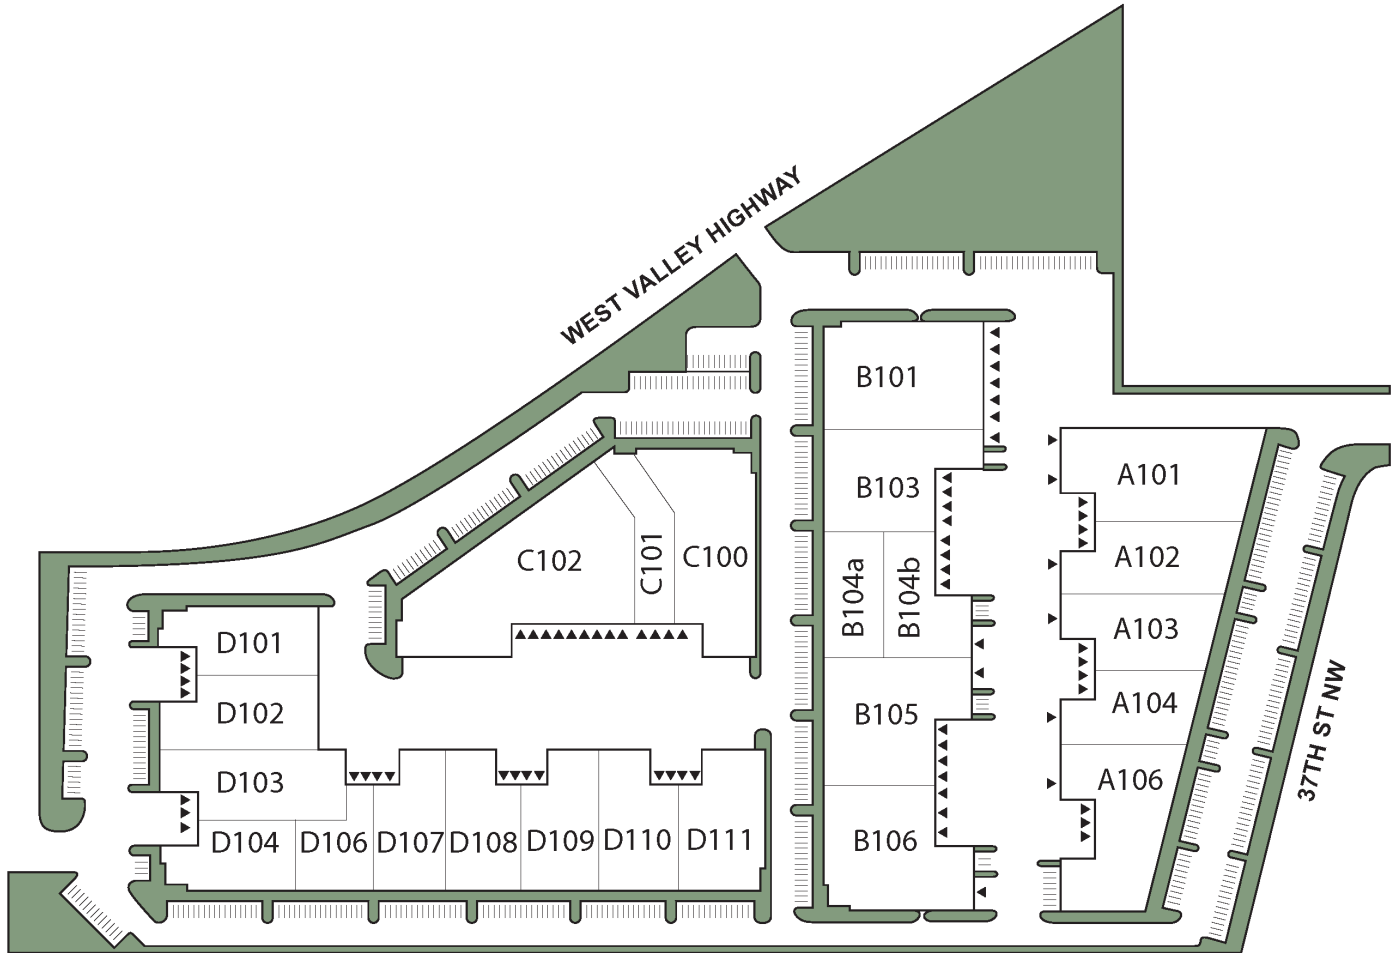 WEST VALLEY HIGHWAY
B101
B103
B104a
B104b
B105
B106
A101
A102
A103
A104
A106
37TH ST NW
C102
C101
C100
D101
D102
D103
D104
D106
D107
D108
D109
D110
D111